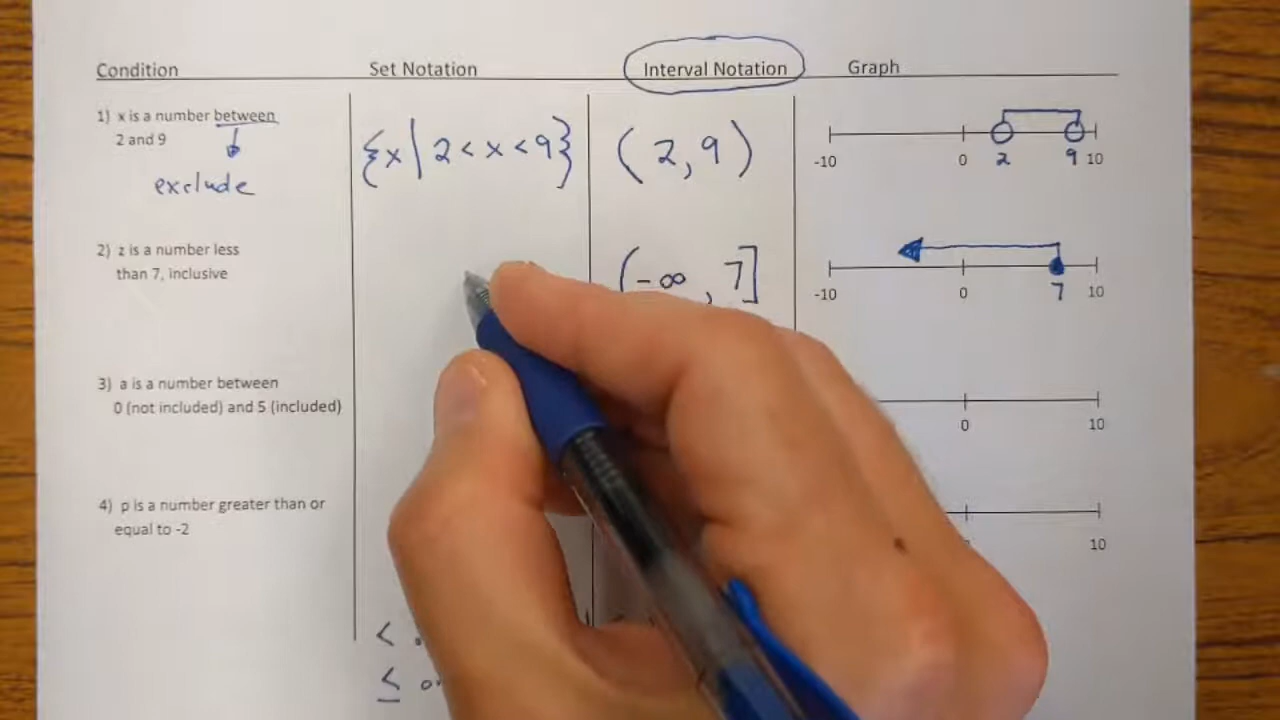 Condition Set Notation Interval Notation Graph
1) x is a number between
2 and 9
exclude
{x | 2 < x < 9}
(2, 9)
-10 0 2 9 10
2) z is a number less
than 7, inclusive
(-∞, 7]
-10 0 7 10
3) a is a number between
0 (not included) and 5 (included)
0 10
4) p is a number greater than or
equal to -2
10
<
≤